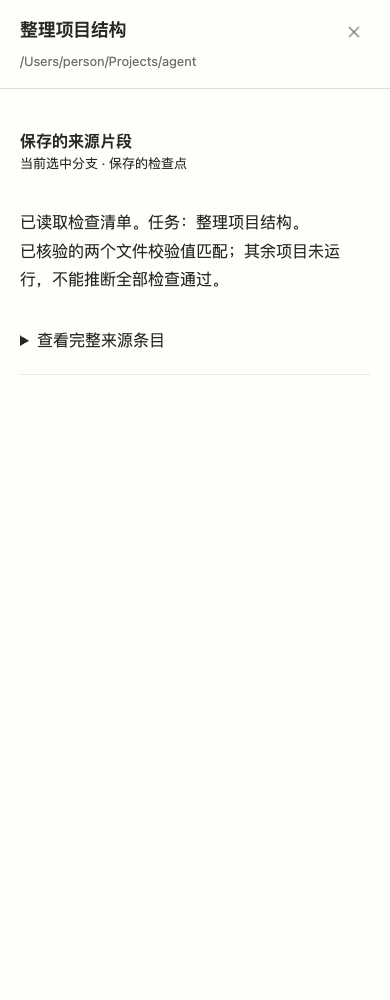 整理项目结构
/Users/person/Projects/agent
保存的来源片段
当前选中分支 · 保存的检查点
已读取检查清单。任务：整理项目结构。
已核验的两个文件校验值匹配；其余项目未运
行，不能推断全部检查通过。
查看完整来源条目